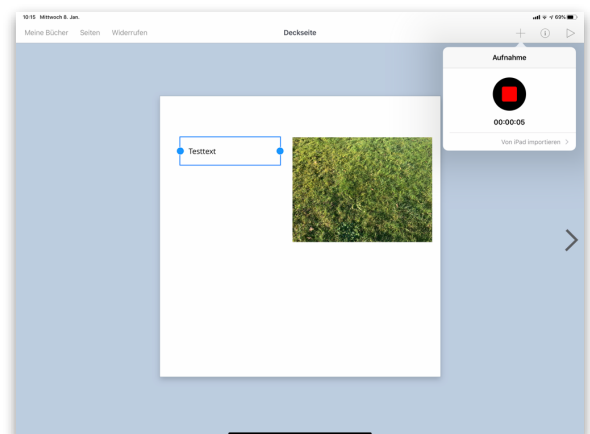 10:15 Mittwoch 8. Jan.
69%
Meine Bücher Seiten Widerrufen
Deckseite
Aufnahme
00:00:05
Von iPad importieren
Testtext